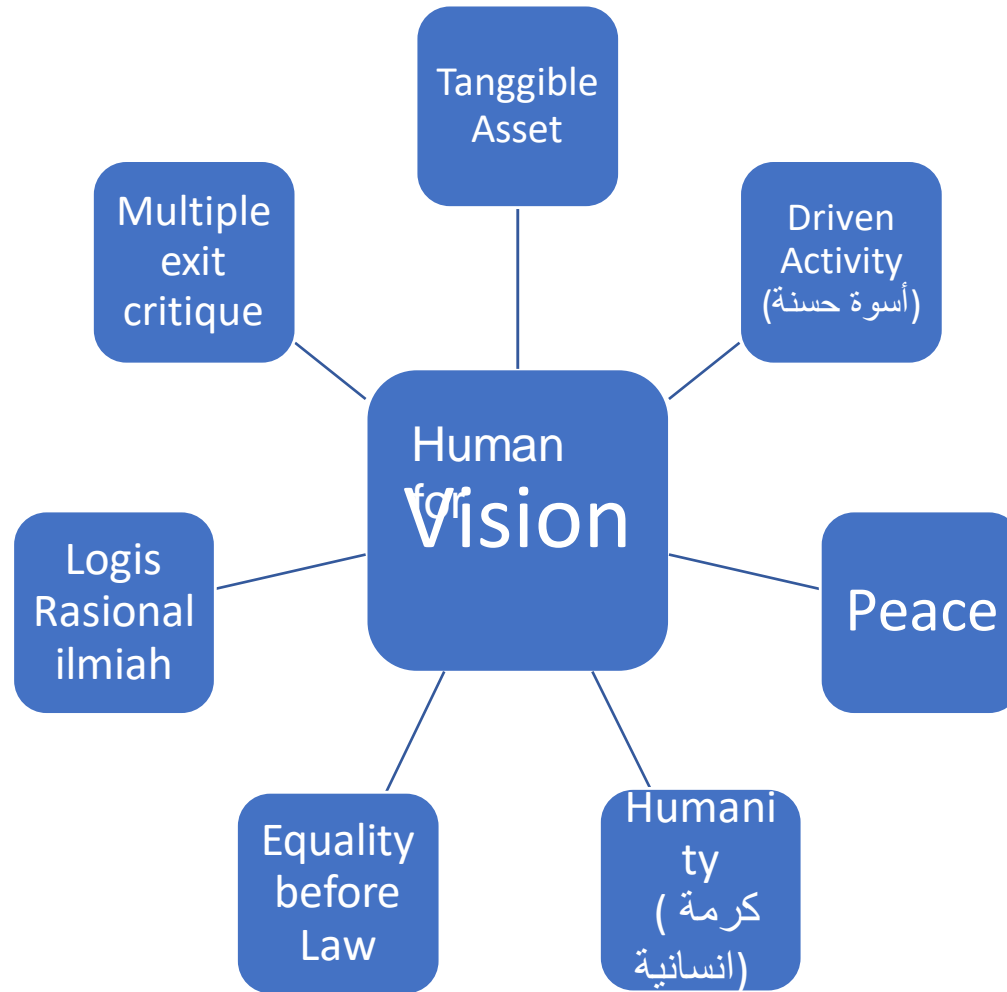 Tanggible
Asset
Driven
Activity
(أسوة حسنة)
Peace
Humani
ty
( كرمة
(انسانية
Equality
before
Law
Logis
Rasional
ilmiah
Multiple
exit
critique
Human
for
Vision